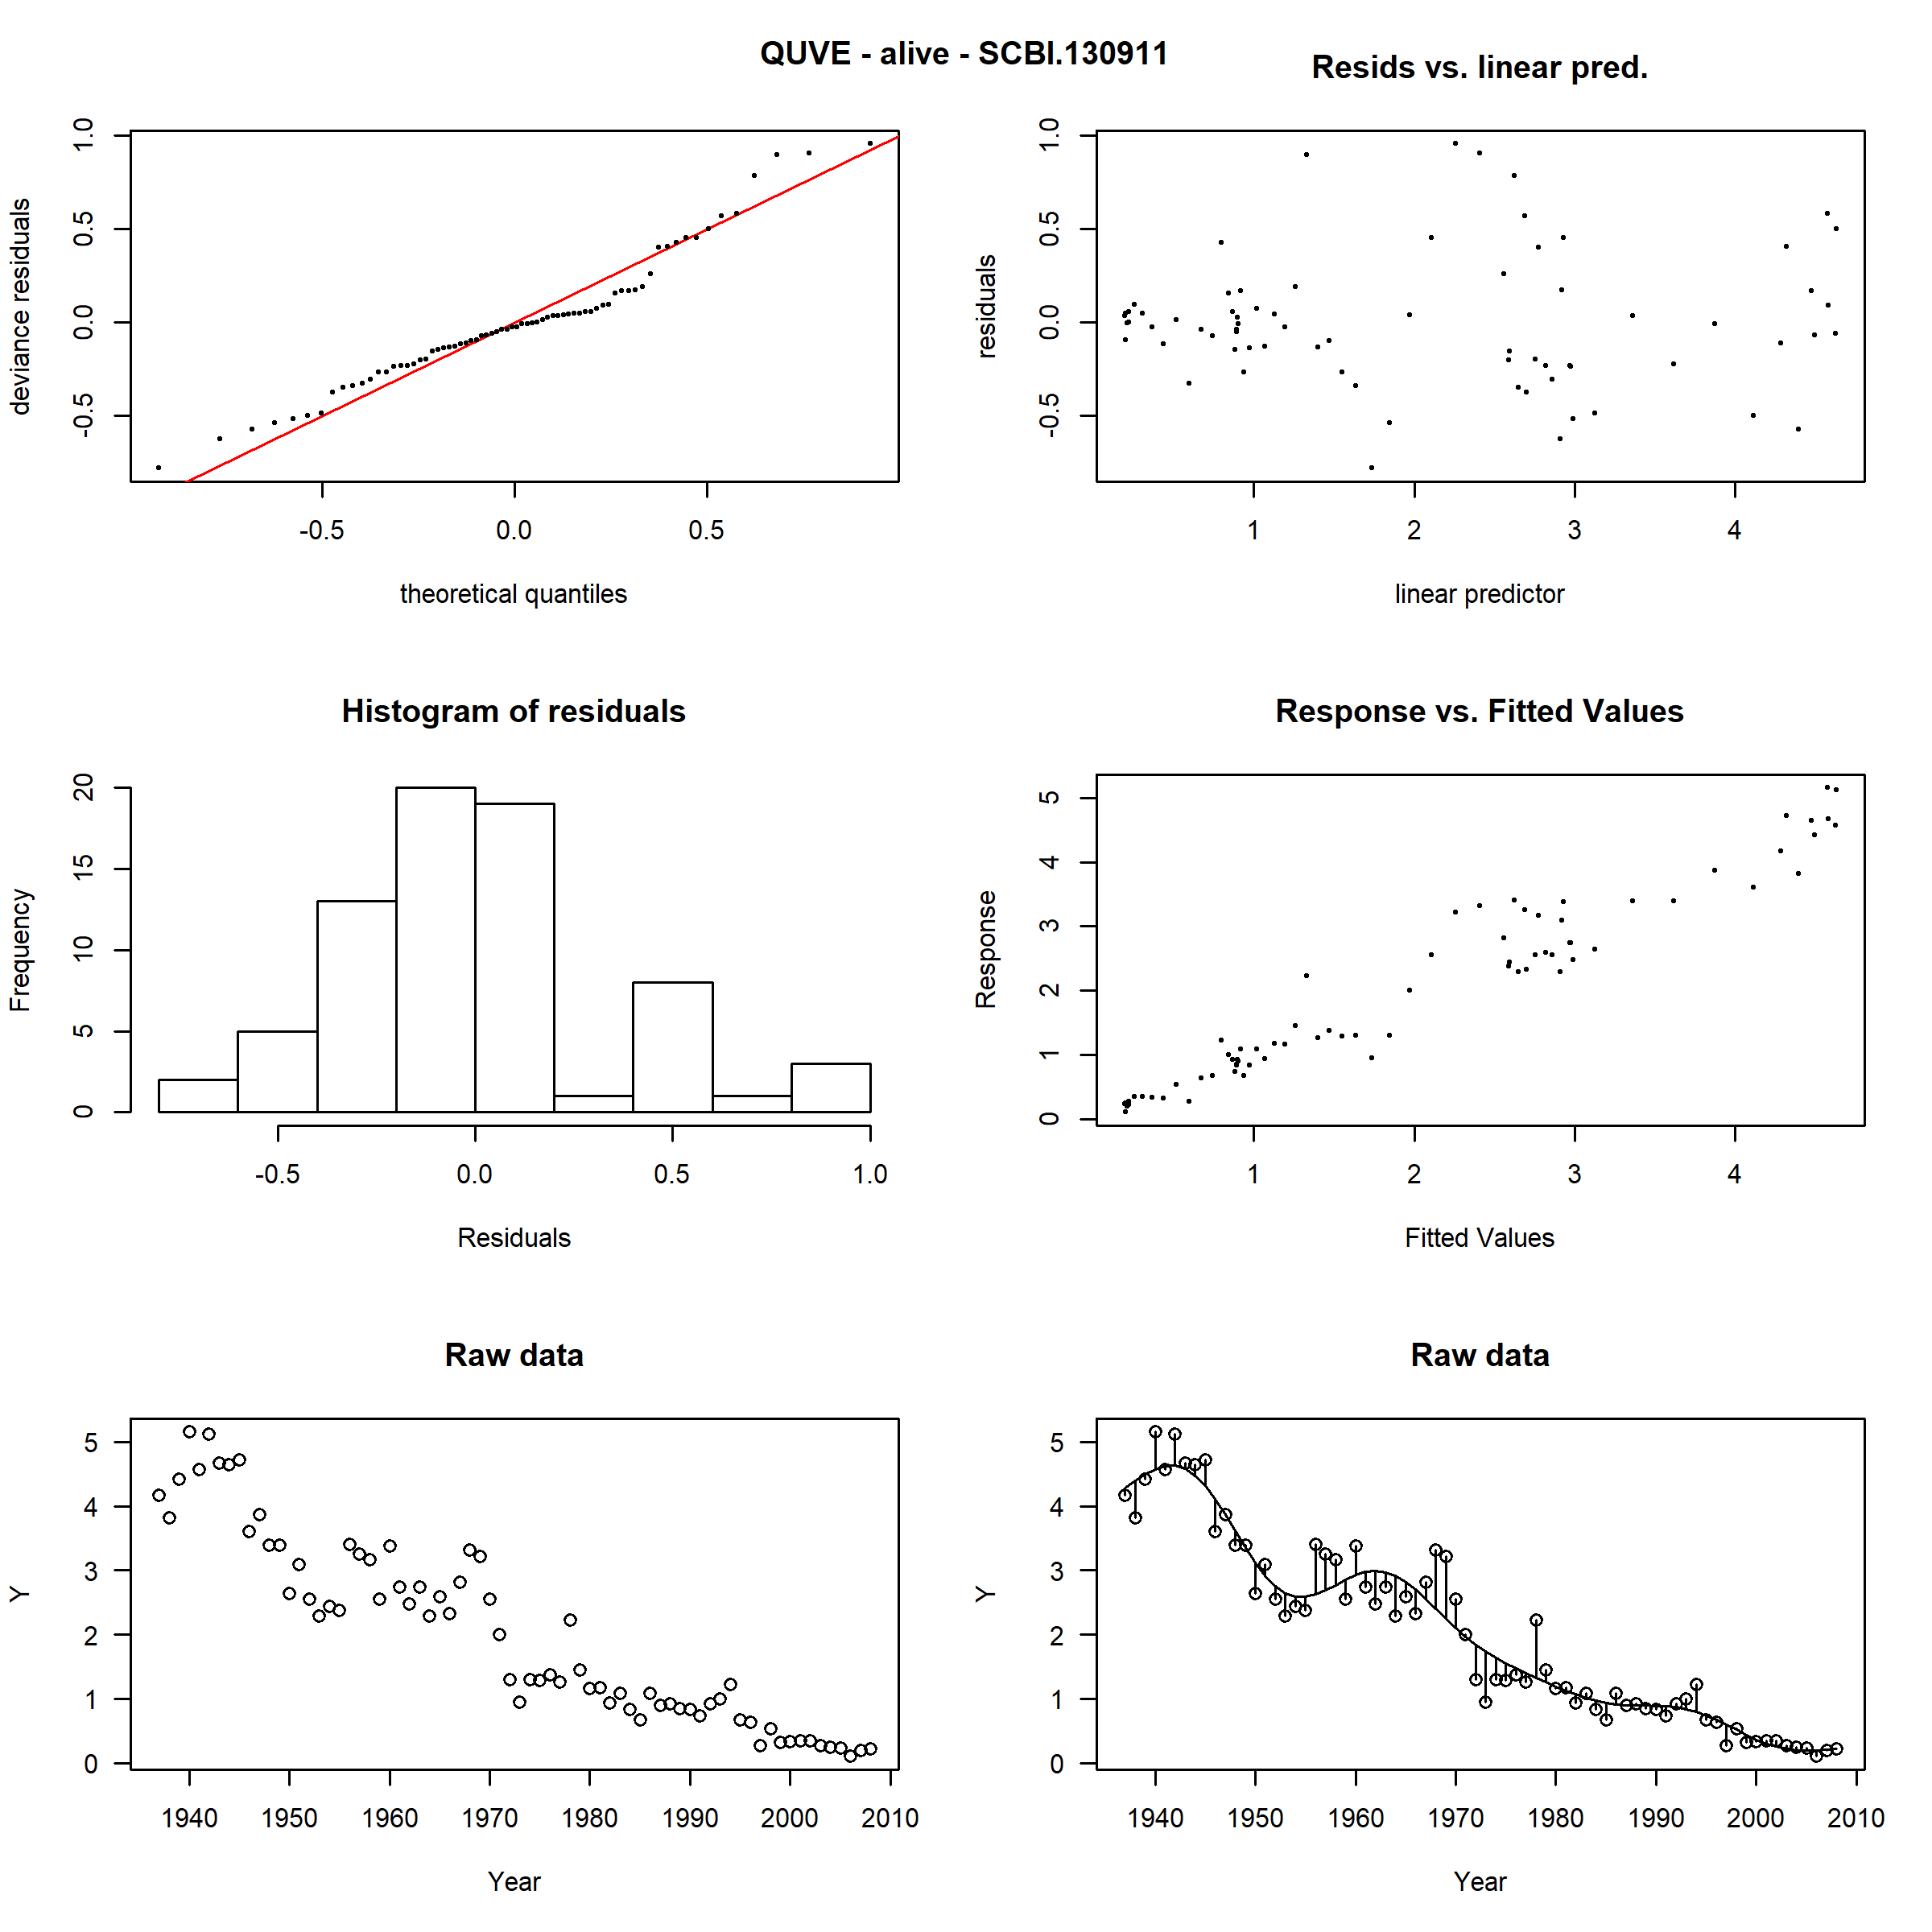 QUVE - alive - SCBI.130911
Resids vs. linear pred.
deviance residuals
-0.5 0.0 0.5 1.0
-0.5 0.0 0.5
theoretical quantiles
residuals
-0.5 0.0 0.5 1.0
1 2 3 4
linear predictor
Histogram of residuals
Frequency
0 5 10 15 20
-0.5 0.0 0.5 1.0
Residuals
Response vs. Fitted Values
Response
0 1 2 3 4 5
1 2 3 4
Fitted Values
Raw data
Y
5
4
3
2
1
0
1940 1950 1960 1970 1980 1990 2000 2010
Year
Raw data
Y
5
4
3
2
1
0
1940 1950 1960 1970 1980 1990 2000 2010
Year